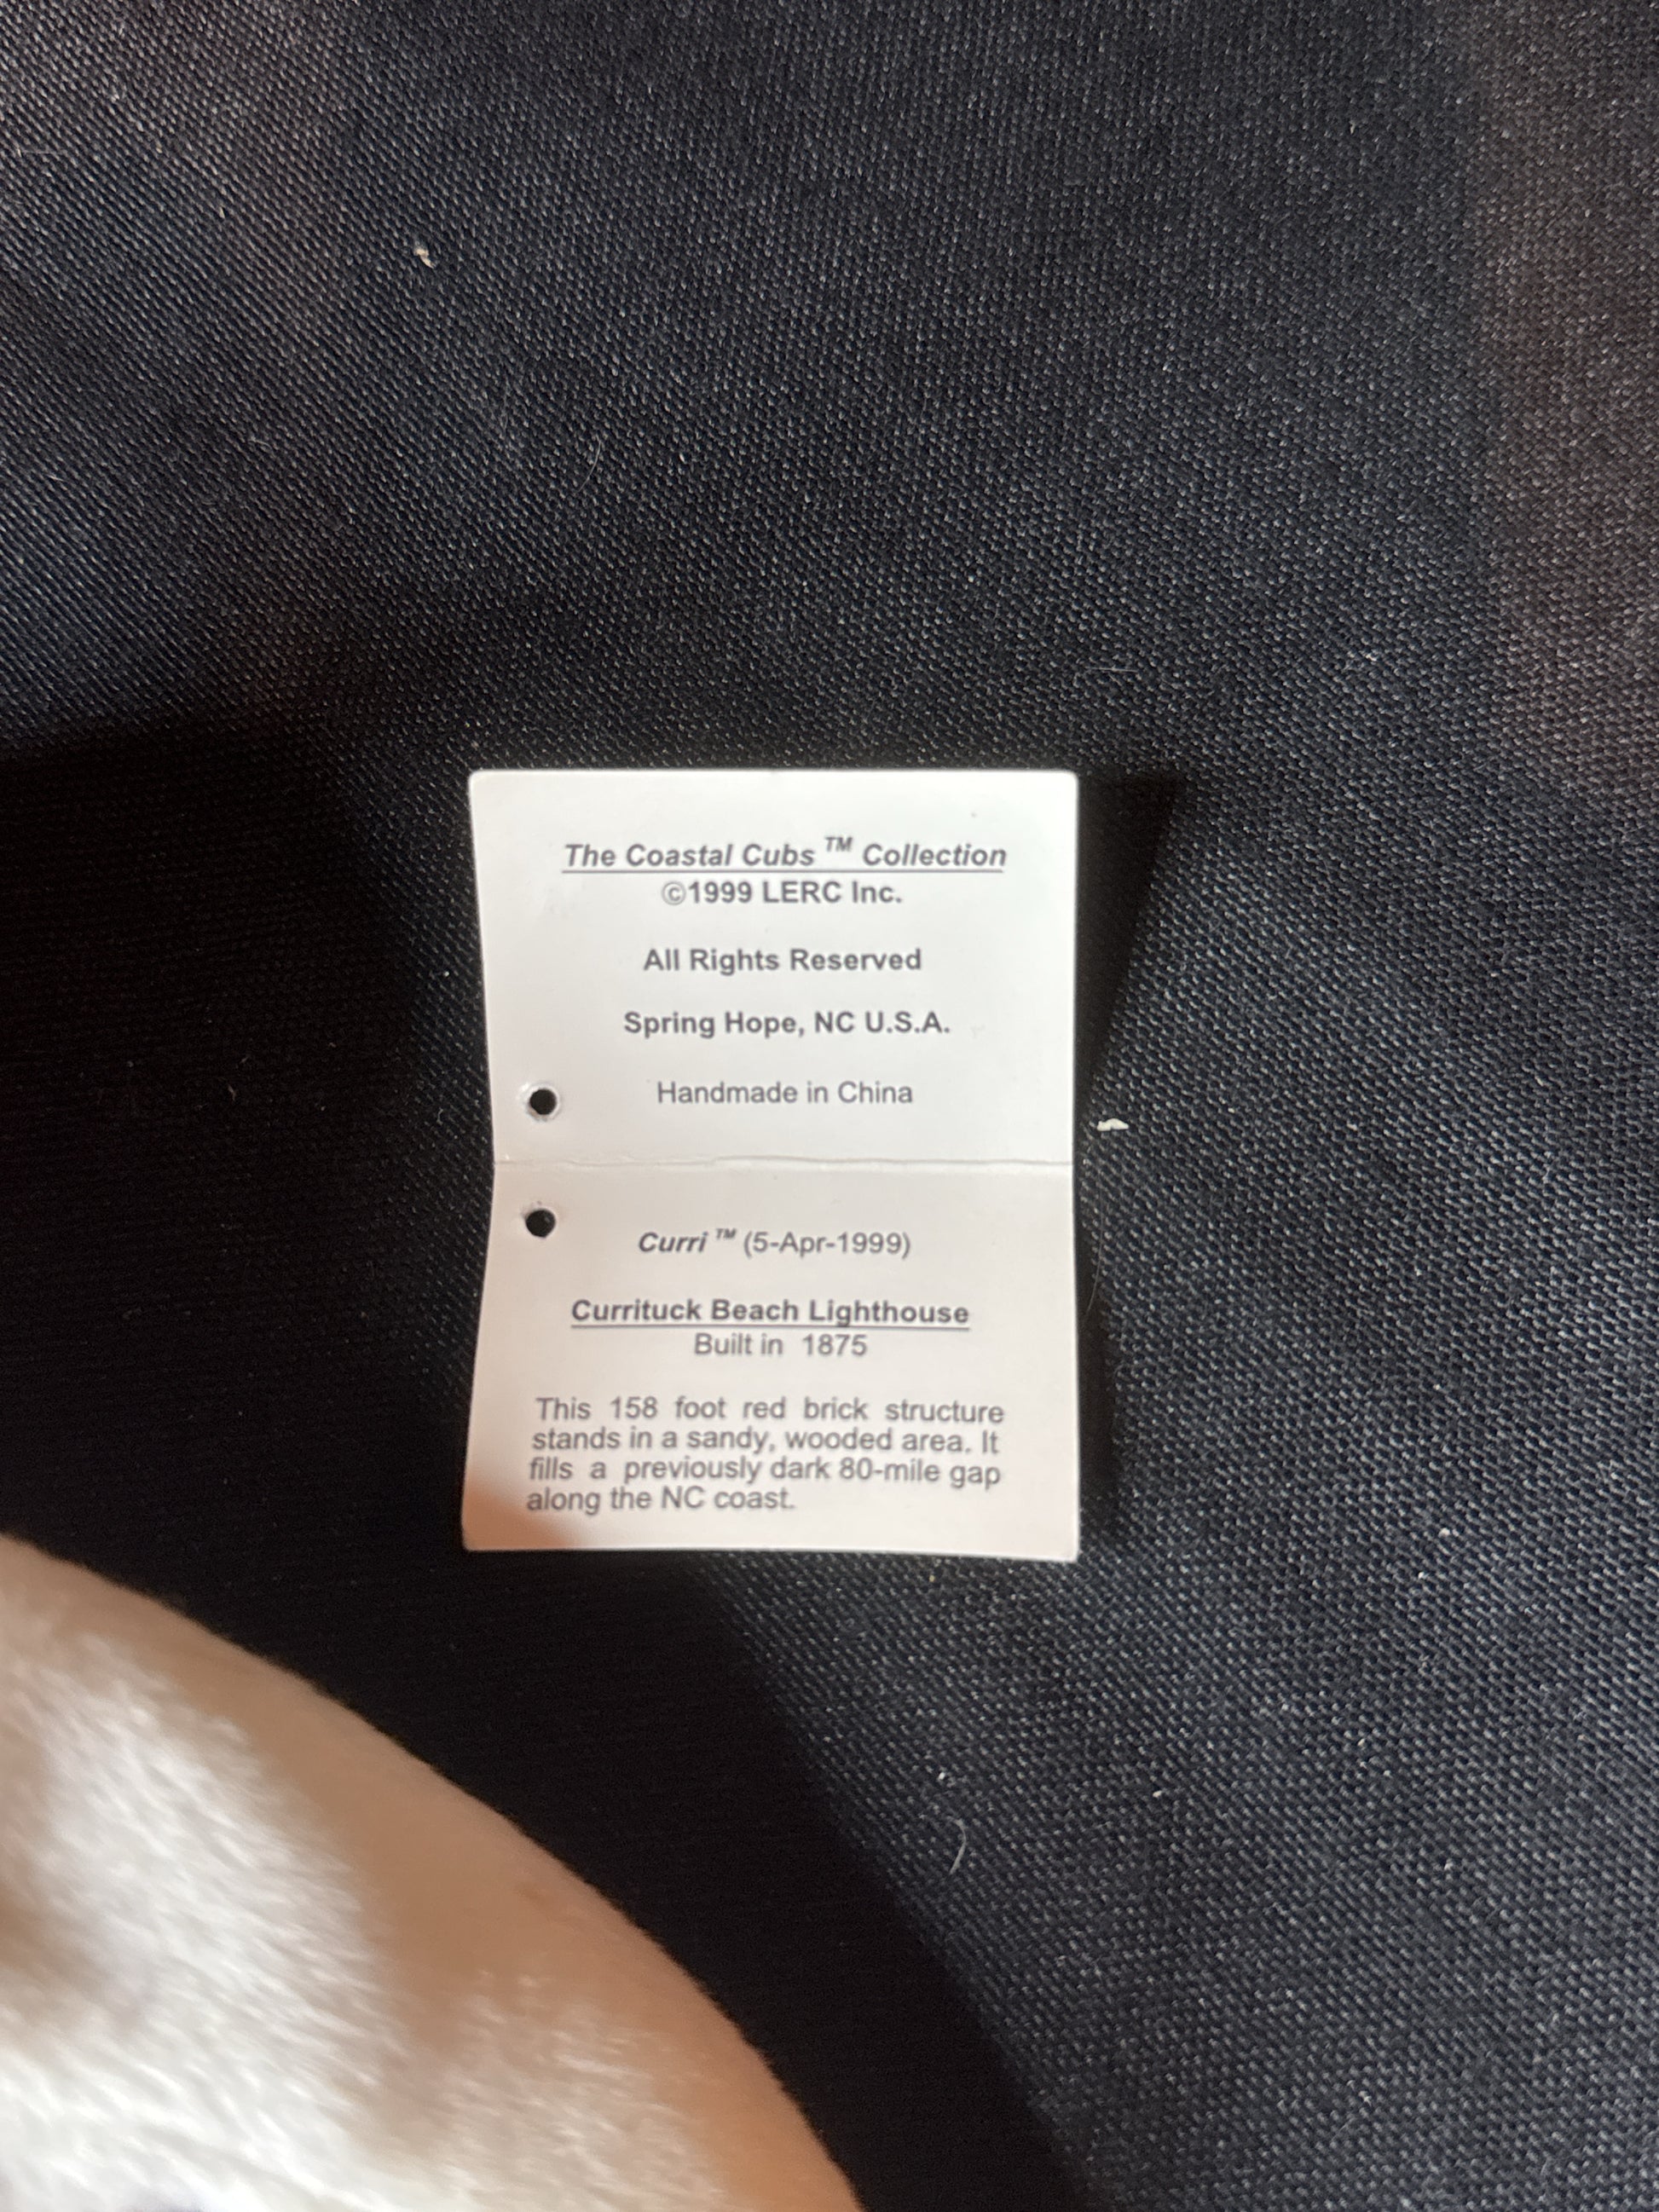 The Coastal Cubs ™ Collection
©1999 LERC Inc.
All Rights Reserved
Spring Hope, NC U.S.A.
Handmade in China
Curri ™ (5-Apr-1999)
Currituck Beach Lighthouse
Built in 1875
This 158 foot red brick structure
stands in a sandy, wooded area. It
fills a previously dark 80-mile gap
along the NC coast.